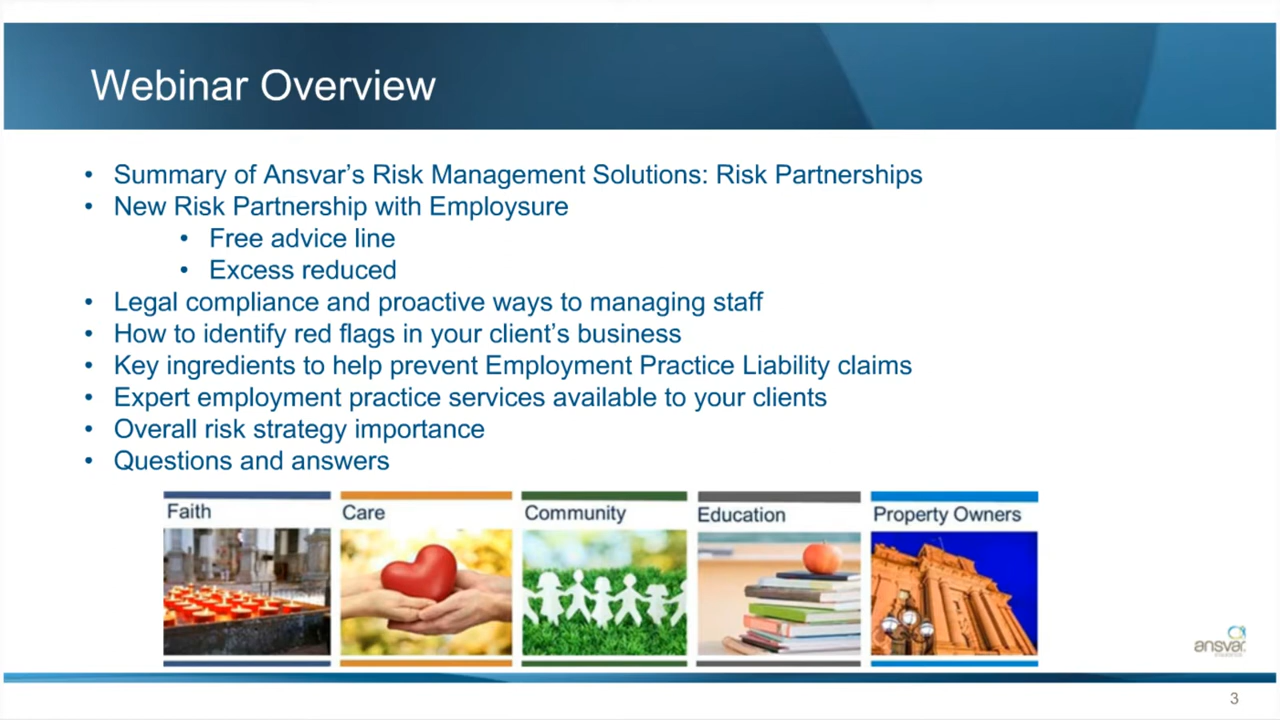 Webinar Overview
• Summary of Ansvar’s Risk Management Solutions: Risk Partnerships
• New Risk Partnership with Employsure
• Free advice line
• Excess reduced
• Legal compliance and proactive ways to managing staff
• How to identify red flags in your client’s business
• Key ingredients to help prevent Employment Practice Liability claims
• Expert employment practice services available to your clients
• Overall risk strategy importance
• Questions and answers
Faith
Care
Community
Education
Property Owners
ansvar
3